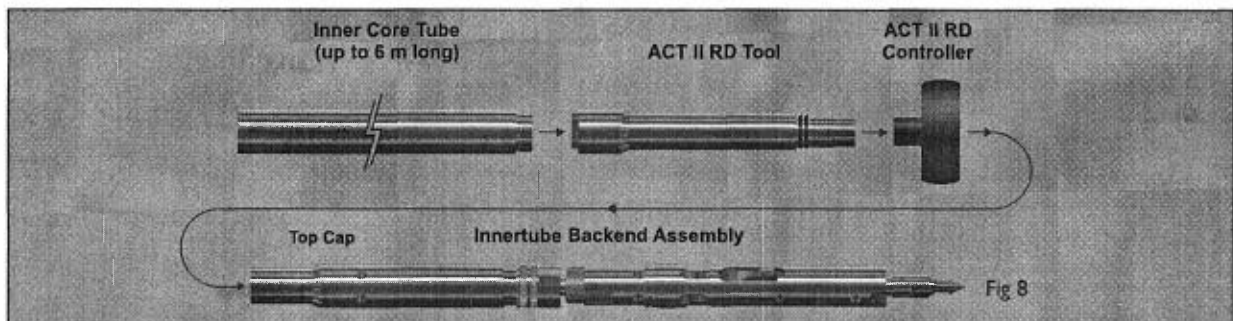 Inner Core Tube
(up to 6 m long)
ACT II RD Tool
ACT II RD
Controller
Top Cap
Innertube Backend Assembly
Fig 8